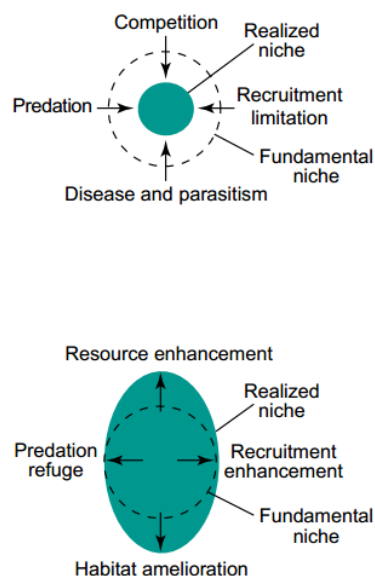 Competition
Realized
niche
Predation
Recruitment
limitation
Fundamental
niche
Disease and parasitism
Resource enhancement
Realized
niche
Predation
refuge
Recruitment
enhancement
Fundamental
niche
Habitat amelioration